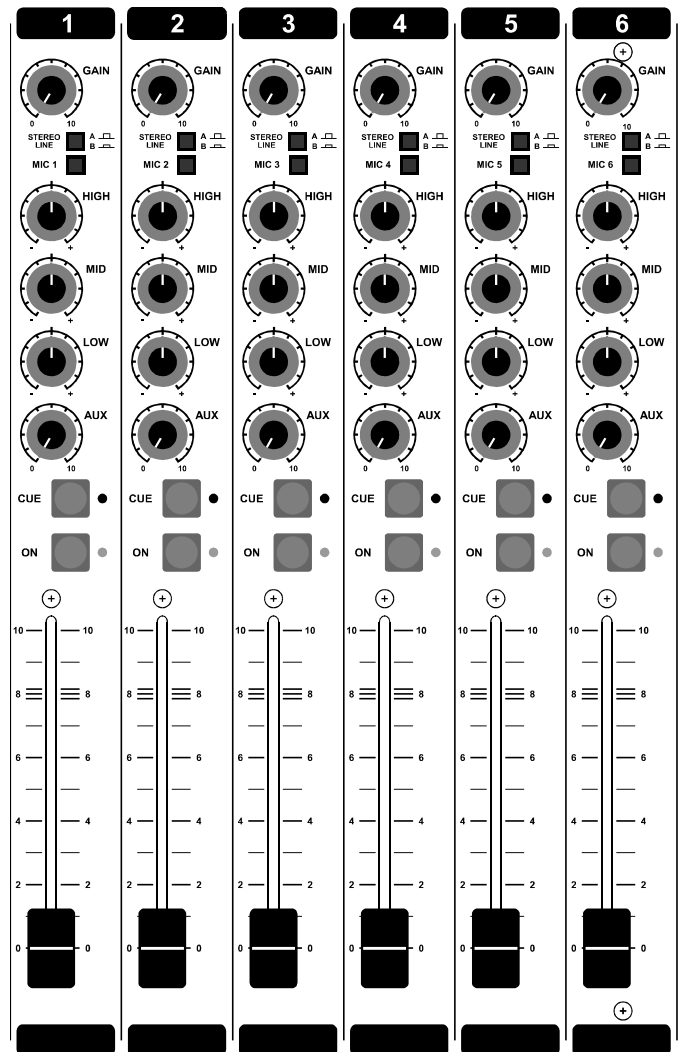 1 2 3 4 5 6
GAIN GAIN GAIN GAIN GAIN GAIN
0 10 0 10 0 10 0 10 0 10 0 10
STEREO LINE A B STEREO LINE A B STEREO LINE A B STEREO LINE A B STEREO LINE A B STEREO LINE A B
MIC 1 MIC 2 MIC 3 MIC 4 MIC 5 MIC 6
HIGH HIGH HIGH HIGH HIGH HIGH
- + - + - + - + - + - +
MID MID MID MID MID MID
- + - + - + - + - + - +
LOW LOW LOW LOW LOW LOW
- + - + - + - + - + - +
AUX AUX AUX AUX AUX AUX
0 10 0 10 0 10 0 10 0 10 0 10
CUE CUE CUE CUE CUE CUE
ON ON ON ON ON ON
10 10 10 10 10 10 10 10 10 10 10 10
8 8 8 8 8 8 8 8 8 8 8 8
6 6 6 6 6 6 6 6 6 6 6 6
4 4 4 4 4 4 4 4 4 4 4 4
2 2 2 2 2 2 2 2 2 2 2 2
0 0 0 0 0 0 0 0 0 0 0 0